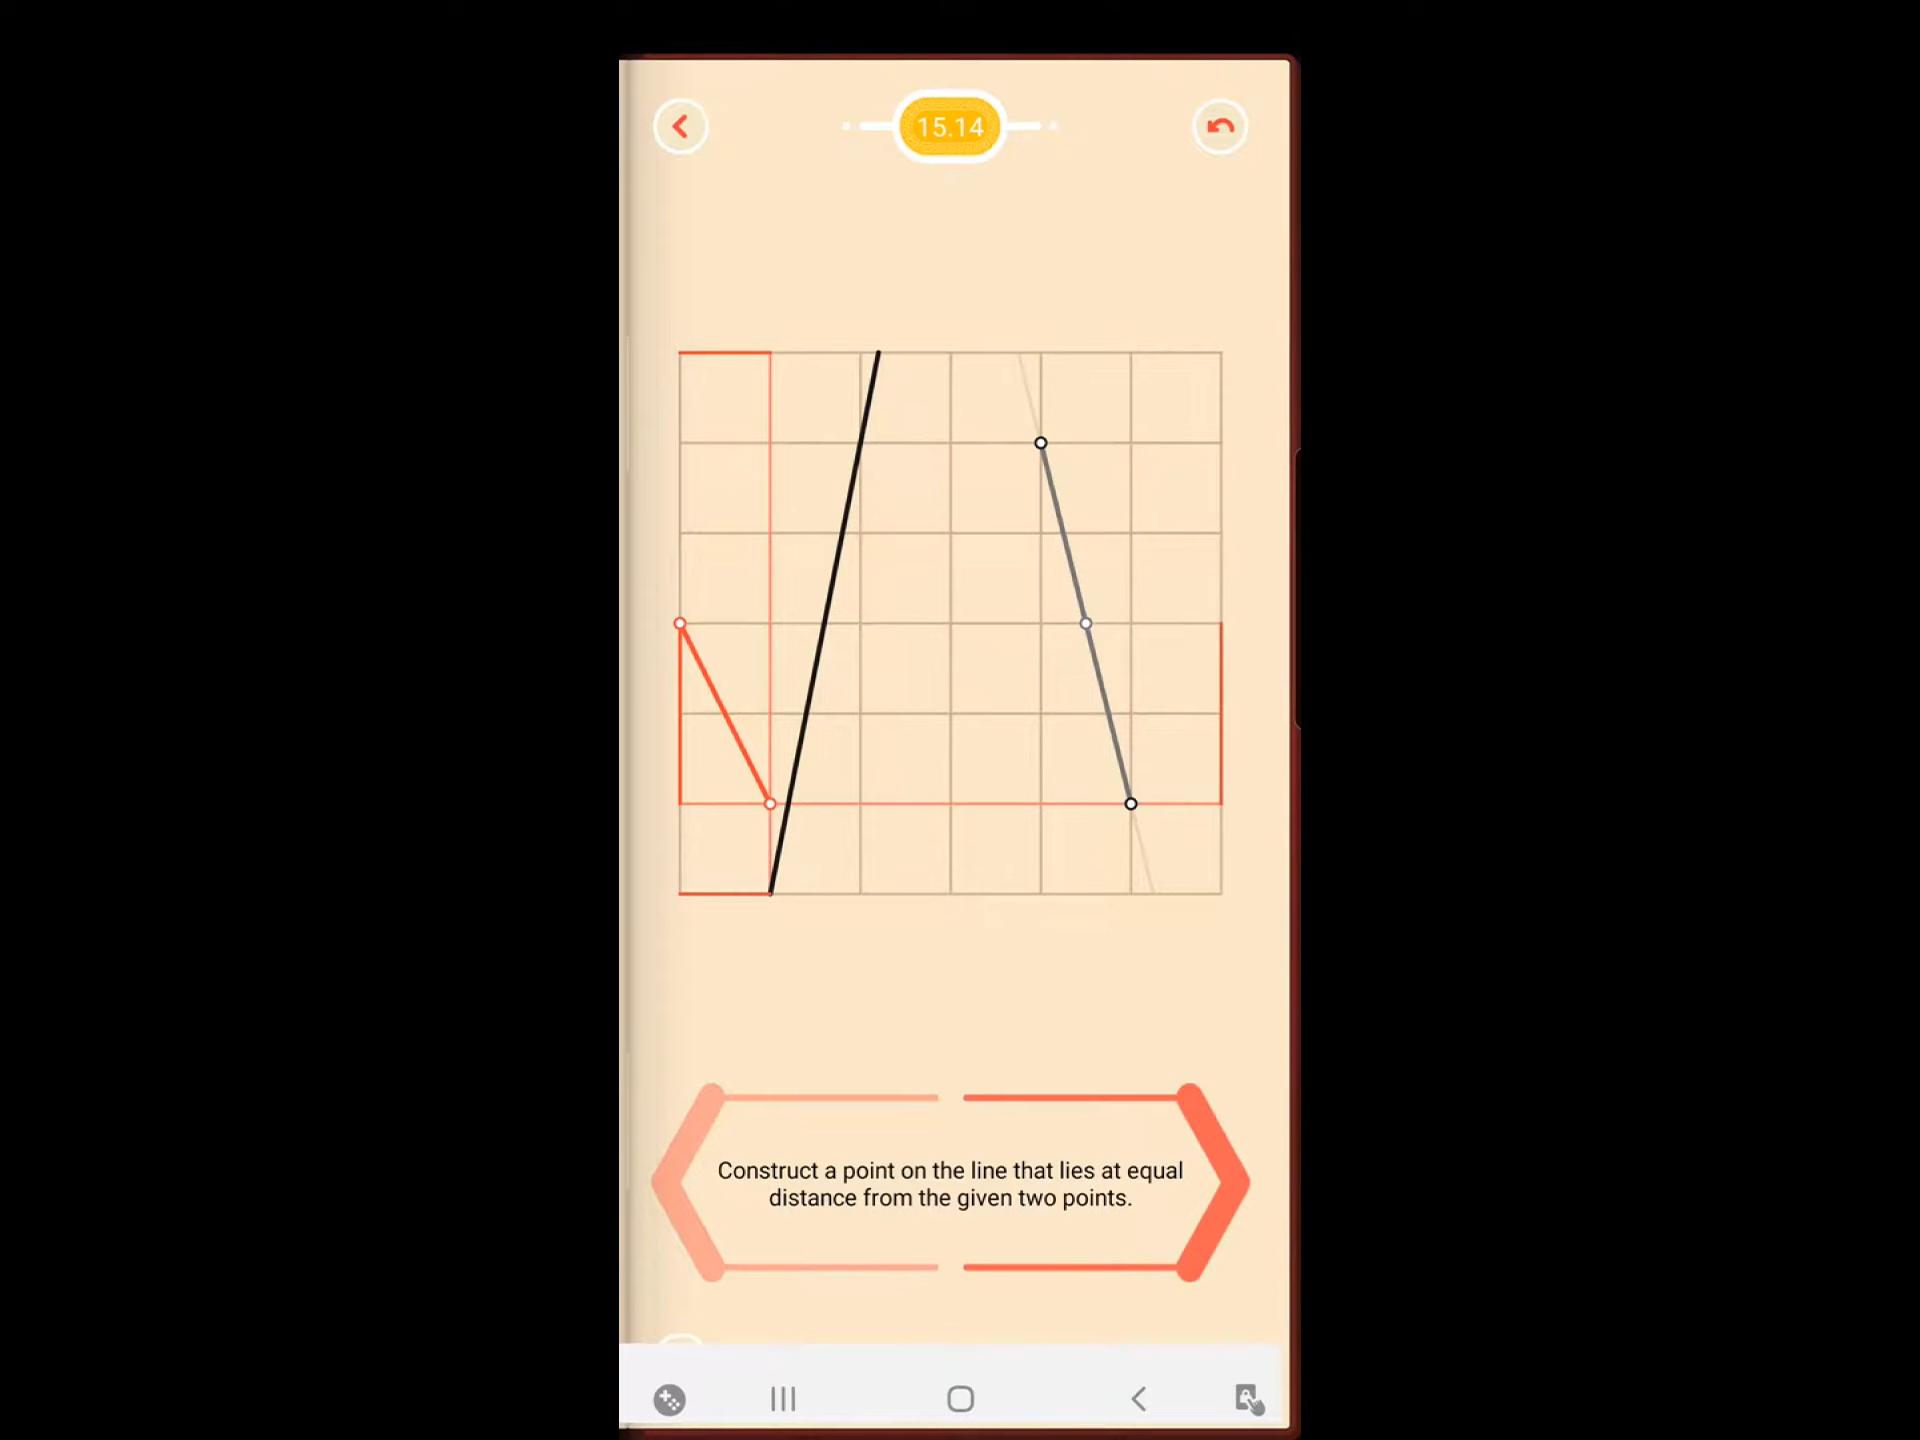 15.14
Construct a point on the line that lies at equal
distance from the given two points.